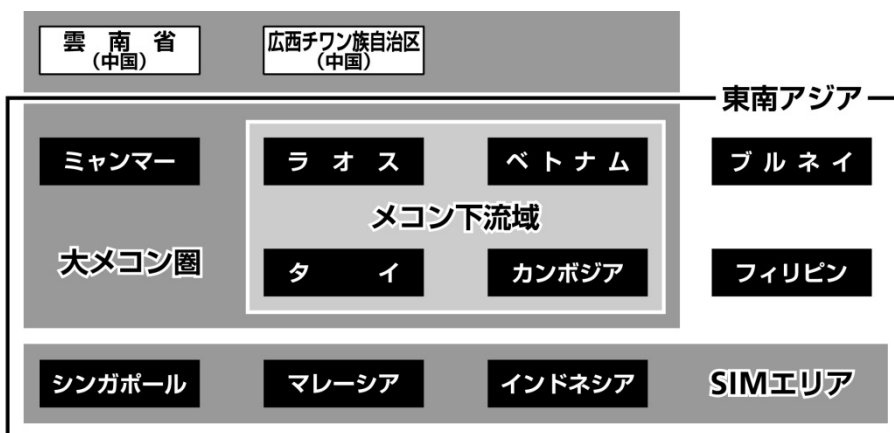 雲南省
(中国)
広西チワン族自治区
(中国)
東南アジア
ミャンマー
ラオス
ベトナム
ブルネイ
メコン下流域
大メコン圏
タイ
カンボジア
フィリピン
シンガポール
マレーシア
インドネシア
SIMエリア